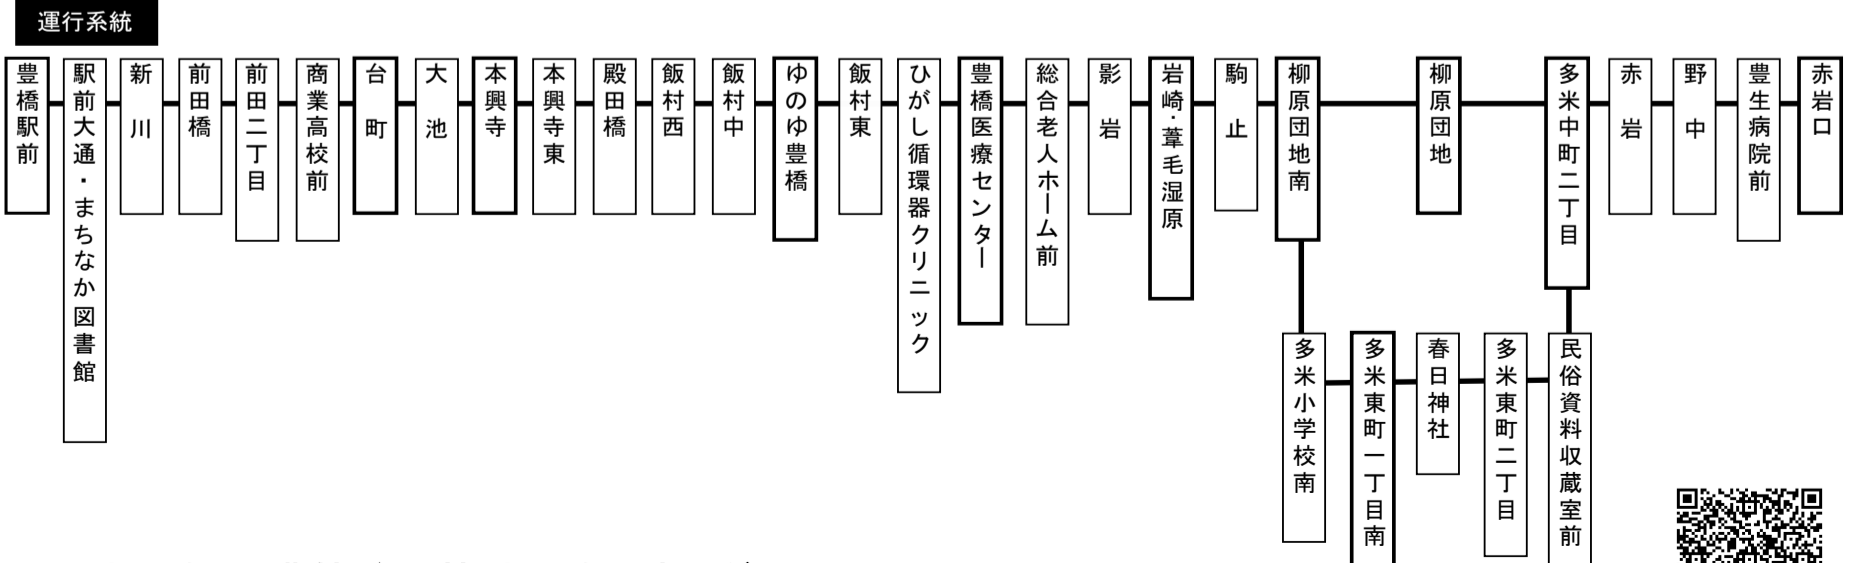 運行系統
豊橋駅前
駅前大通・まちなか図書館
新川
前田橋
前田二丁目
商業高校前
台町
大池
本興寺
本興寺東
殿田橋
飯村西
飯村中
ゆのゆ豊橋
飯村東
ひがし循環器クリニック
豊橋医療センター
総合老人ホーム前
影岩
岩崎・葦毛湿原
駒止
柳原団地南
柳原団地
多米中町二丁目
赤岩
野中
豊生病院前
赤岩口
多米小学校南
多米東町一丁目南
春日神社
多米東町二丁目
民俗資料収蔵室前